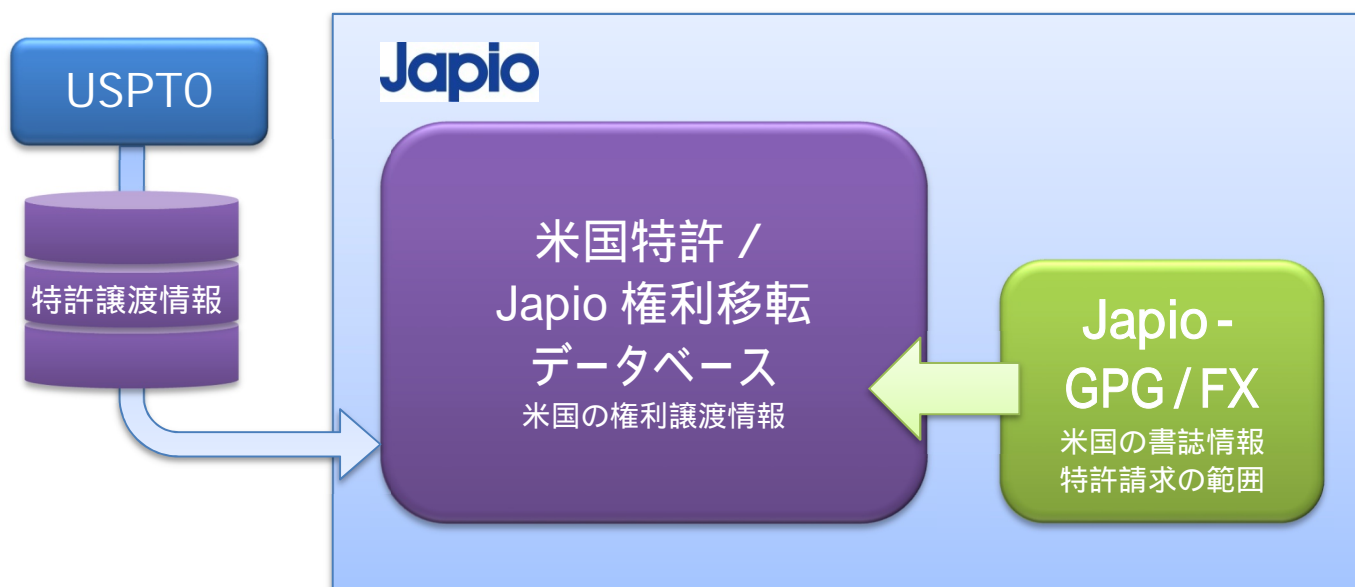 USPTO
特許譲渡情報
Japio
米国特許 /
Japio 権利移転
データベース
米国の権利譲渡情報
Japio -
GPG / FX
米国の書誌情報
特許請求の範囲